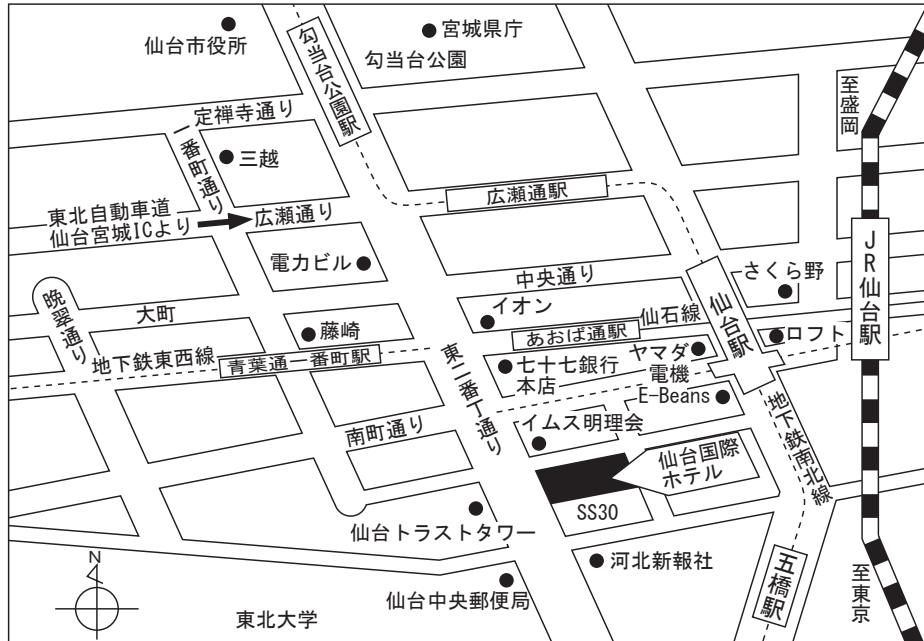 仙台市役所
宮城県庁
勾当台公園
勾当台公園駅
定禅寺通り
至盛岡
一番町通り
三越
広瀬通駅
東北自動車道
仙台宮城ICより
広瀬通り
電力ビル
中央通り
さくら野
JR仙台駅
晩翠通り
大町
イオン
仙石線
仙台駅
藤崎
あおば通駅
ロフト
地下鉄東西線
青葉通一番町駅
東二番丁通り
七十七銀行
本店
ヤマダ
電機
E-Beans
南町通り
イムス明理会
地下鉄南北線
仙台国際
ホテル
SS30
仙台トラストタワー
河北新報社
五橋駅
至東京
N
仙台中央郵便局
東北大学